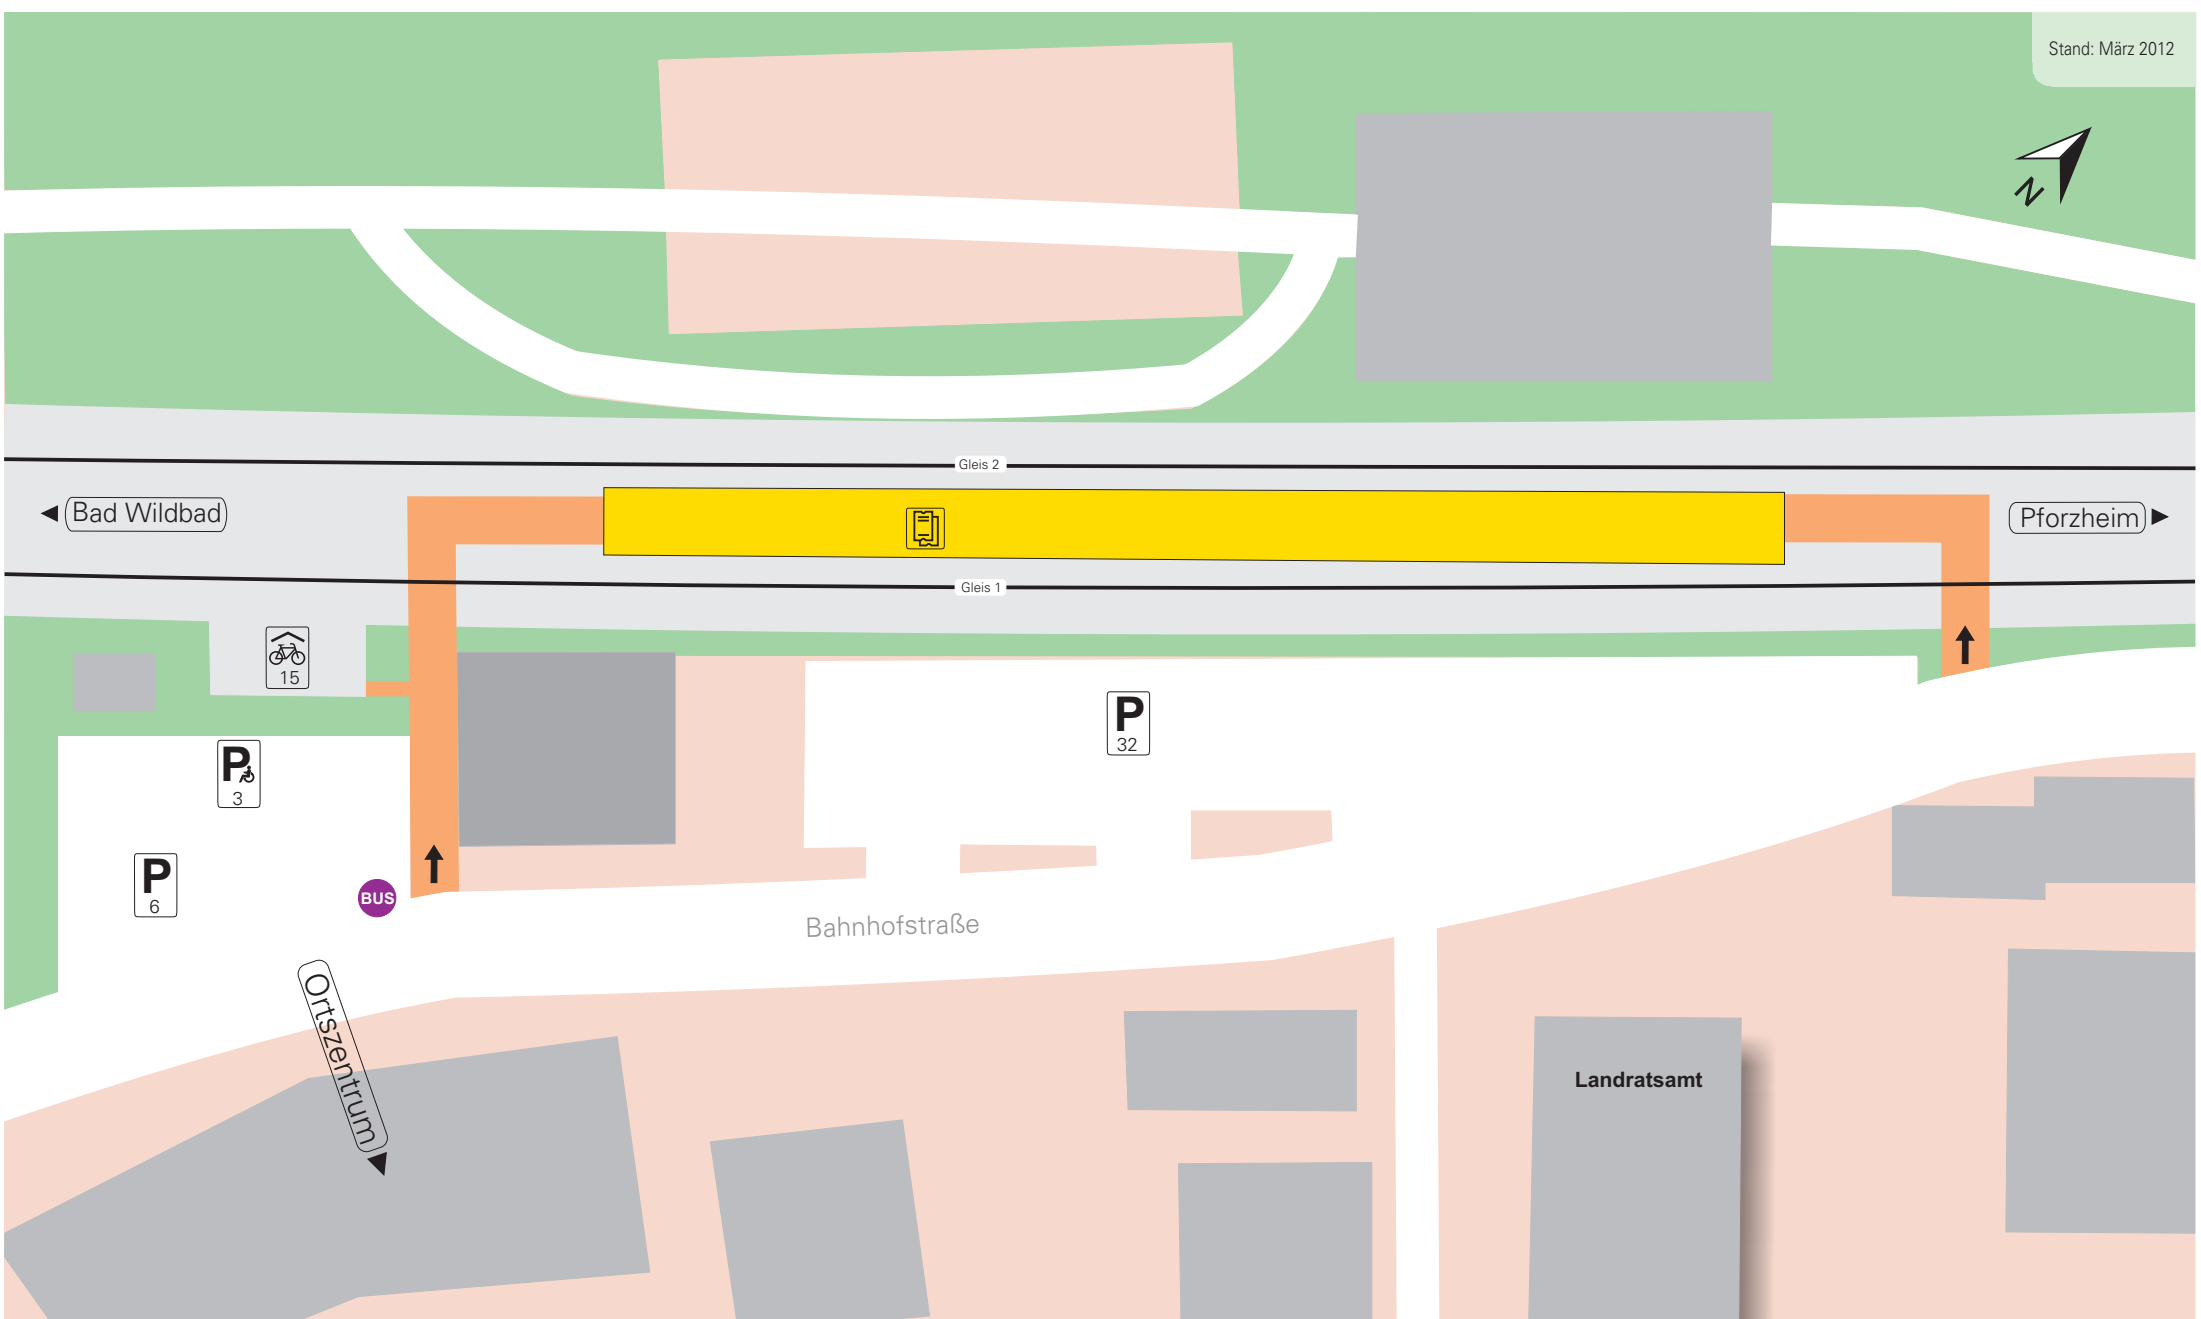 Stand: März 2012
N
Gleis 2
Bad Wildbad
Pforzheim
Gleis 1
15
P
32
P
3
P
6
BUS
Bahnhofstraße
Ortszentrum
Landratsamt